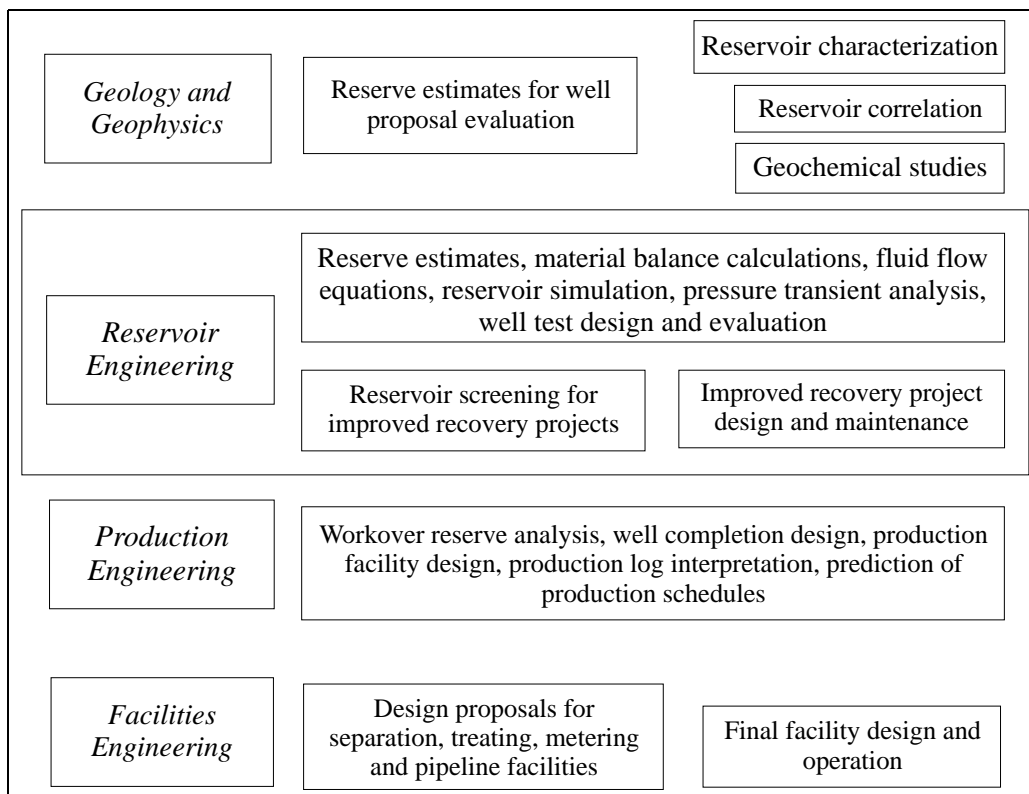 Geology and
Geophysics
Reserve estimates for well
proposal evaluation
Reservoir characterization
Reservoir correlation
Geochemical studies
Reservoir
Engineering
Reserve estimates, material balance calculations, fluid flow
equations, reservoir simulation, pressure transient analysis,
well test design and evaluation
Reservoir screening for
improved recovery projects
Improved recovery project
design and maintenance
Production
Engineering
Workover reserve analysis, well completion design, production
facility design, production log interpretation, prediction of
production schedules
Facilities
Engineering
Design proposals for
separation, treating, metering
and pipeline facilities
Final facility design and
operation